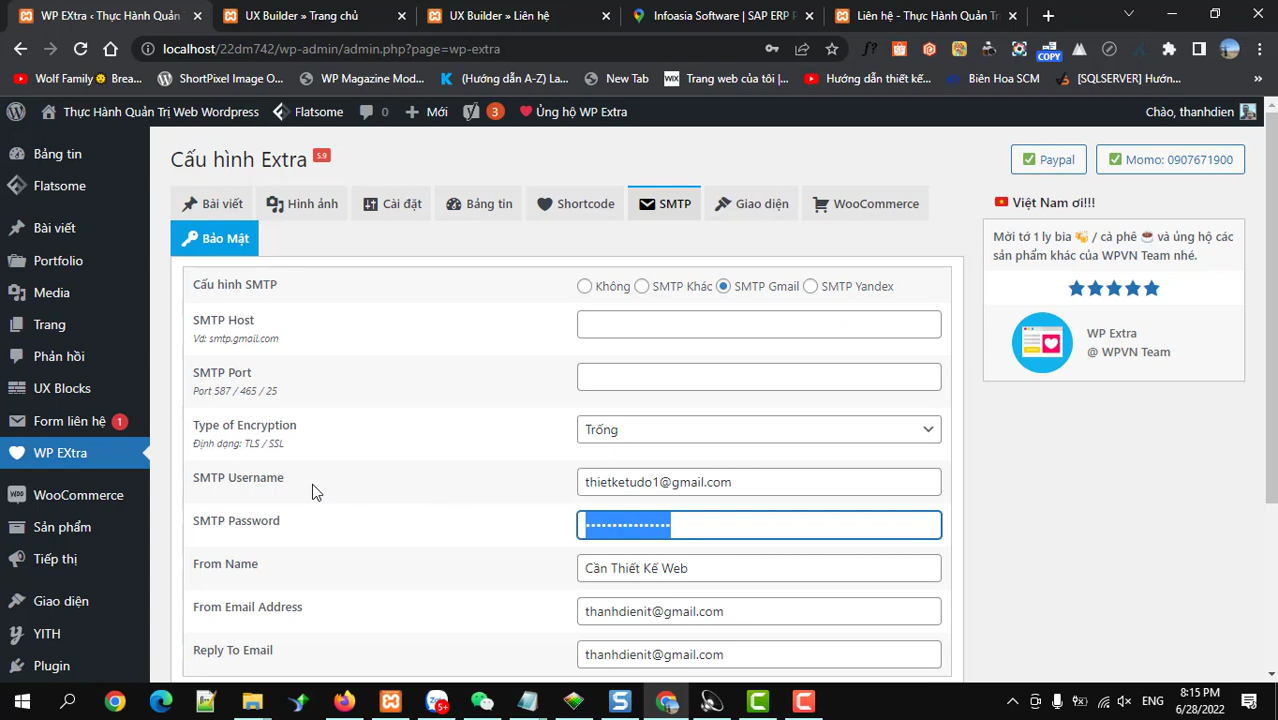 WP EXtra ‹ Thực Hành Quản Trị
UX Builder » Trang chủ
UX Builder » Liên hệ
Infoasia Software | SAP ERP P
Liên hệ - Thực Hành Quản Tr
localhost/22dm742/wp-admin/admin.php?page=wp-extra
COPY
Wolf Family Brea...
ShortPixel Image O...
WP Magazine Mod...
(Hướng dẫn A-Z) La...
New Tab
WIX
Trang web của tôi |...
Hướng dẫn thiết kế...
Biên Hoa SCM
[SQLSERVER] Hướn...
»
Thực Hành Quản Trị Web Wordpress
Flatsome
0
Mới
3
Ủng hộ WP Extra
Chào, thanhdien
Bảng tin
Flatsome
Bài viết
Portfolio
Media
Trang
Phản hồi
UX Blocks
Form liên hệ 1
WP EXtra
WooCommerce
Sản phẩm
Tiếp thị
Giao diện
YITH
Plugin
Cấu hình Extra 5.9
Paypal
Momo: 0907671900
Bài viết
Hình ảnh
Cài đặt
Bảng tin
Shortcode
SMTP
Giao diện
WooCommerce
Bảo Mật
Cấu hình SMTP
Không
SMTP Khác
SMTP Gmail
SMTP Yandex
SMTP Host
Vd: smtp.gmail.com
SMTP Port
Port 587 / 465 / 25
Type of Encryption
Định dạng: TLS / SSL
Trống
SMTP Username
thietketudo1@gmail.com
SMTP Password
From Name
Cần Thiết Kế Web
From Email Address
thanhdienit@gmail.com
Reply To Email
thanhdienit@gmail.com
Việt Nam ơi!!!
Mời tớ 1 ly bia / cà phê và ủng hộ các
sản phẩm khác của WPVN Team nhé.
WP Extra
@ WPVN Team
5+
ENG
8:15 PM
6/28/2022